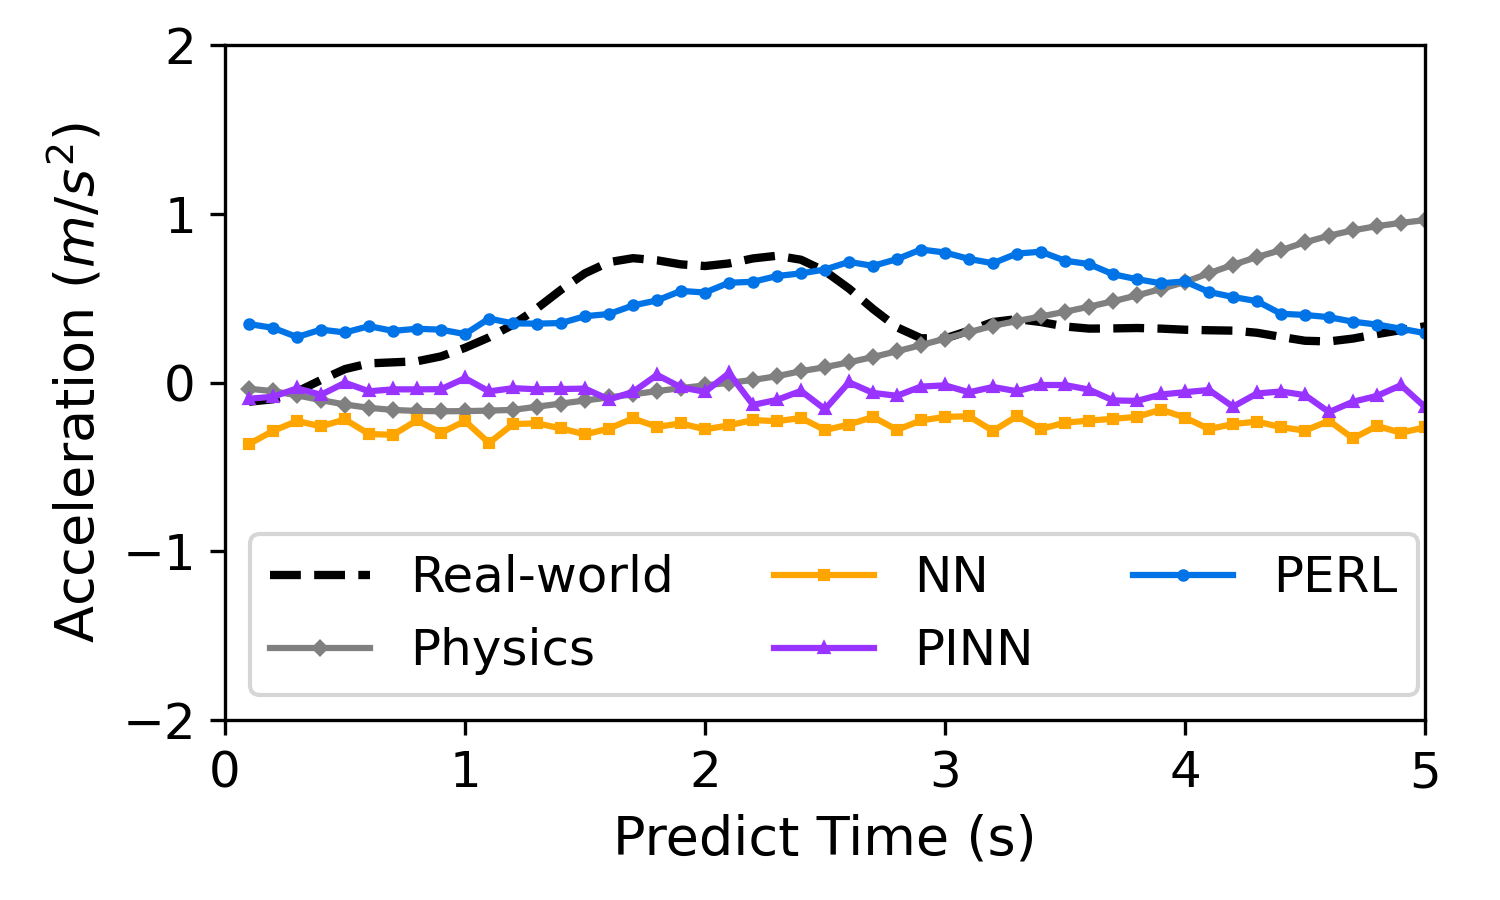 Acceleration (m/s²)
2
1
0
−1
−2
Real-world
Physics
NN
PINN
PERL
0 1 2 3 4 5
Predict Time (s)